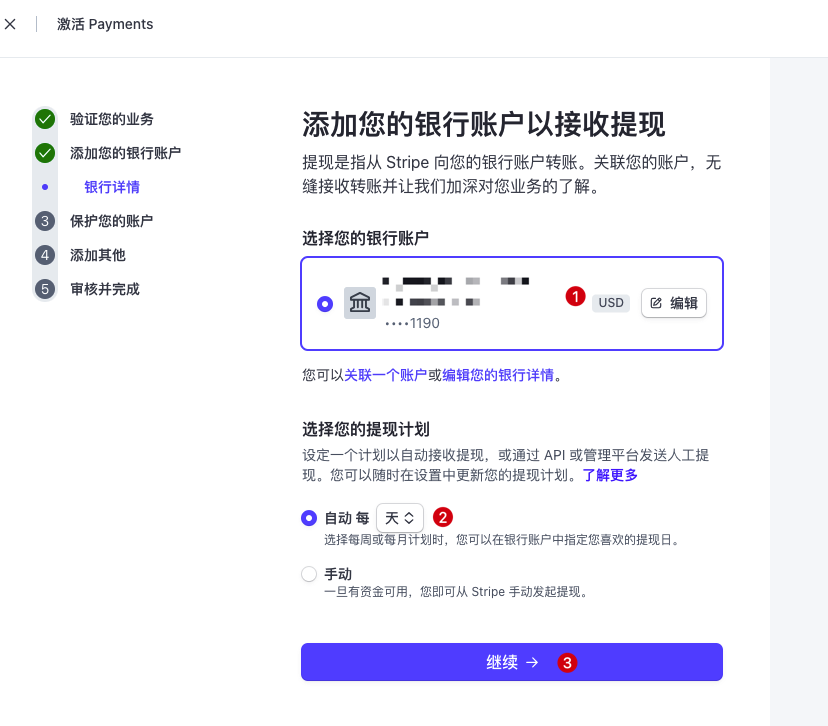 激活 Payments
验证您的业务
添加您的银行账户
银行详情
3 保护您的账户
4 添加其他
5 审核并完成
添加您的银行账户以接收提现
提现是指从 Stripe 向您的银行账户转账。关联您的账户，无
缝接收转账并让我们加深对您业务的了解。
选择您的银行账户
1 USD 编辑
••••1190
您可以关联一个账户或编辑您的银行详情。
选择您的提现计划
设定一个计划以自动接收提现，或通过 API 或管理平台发送人工提
现。您可以随时在设置中更新您的提现计划。了解更多
自动 每 天 2
选择每周或每月计划时，您可以在银行账户中指定您喜欢的提现日。
手动
一旦有资金可用，您即可从 Stripe 手动发起提现。
继续 → 3